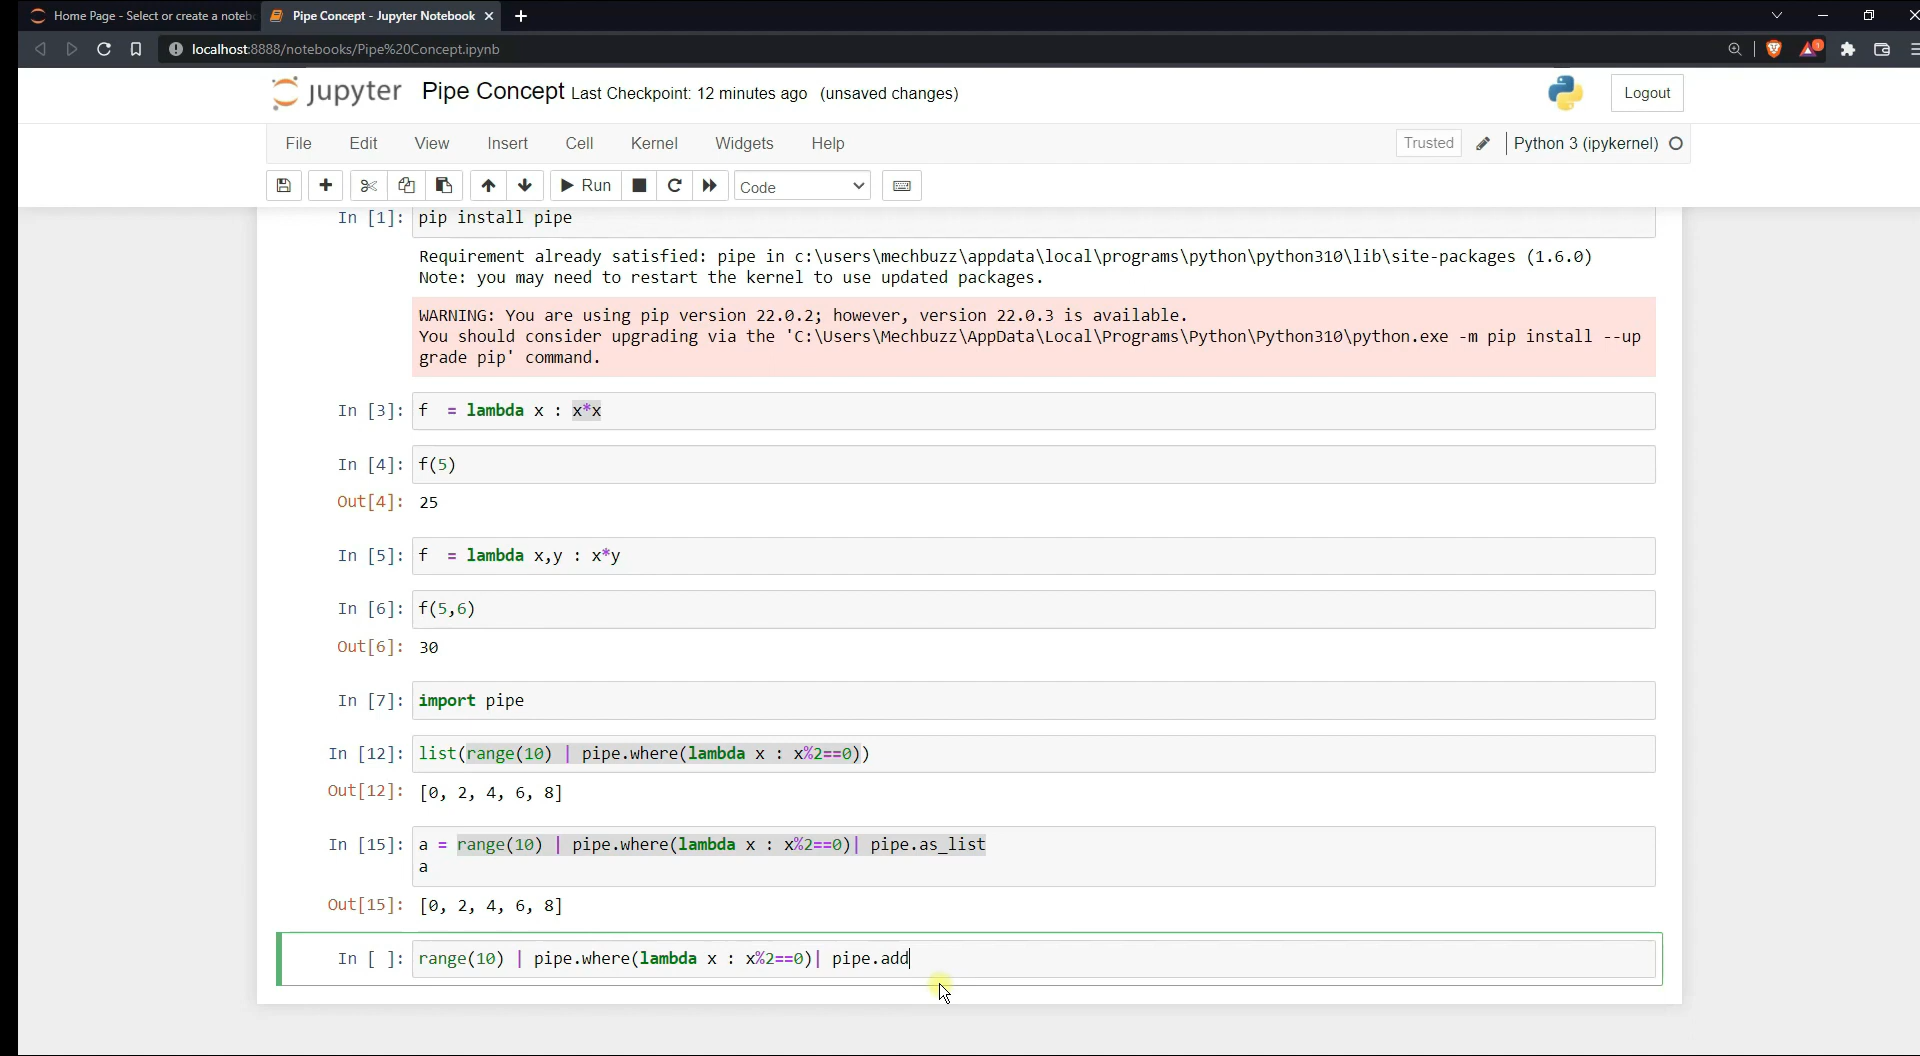 Home Page - Select or create a noteb
Pipe Concept - Jupyter Notebook
localhost:8888/notebooks/Pipe%20Concept.ipynb
1
jupyter Pipe Concept Last Checkpoint: 12 minutes ago (unsaved changes)
Logout
File Edit View Insert Cell Kernel Widgets Help
Trusted Python 3 (ipykernel)
Run Code
In [1]: pip install pipe
Requirement already satisfied: pipe in c:\users\mechbuzz\appdata\local\programs\python\python310\lib\site-packages (1.6.0)
Note: you may need to restart the kernel to use updated packages.
WARNING: You are using pip version 22.0.2; however, version 22.0.3 is available.
You should consider upgrading via the 'C:\Users\Mechbuzz\AppData\Local\Programs\Python\Python310\python.exe -m pip install --up
grade pip' command.
In [3]: f  = lambda x : x*x
In [4]: f(5)
Out[4]: 25
In [5]: f  = lambda x,y : x*y
In [6]: f(5,6)
Out[6]: 30
In [7]: import pipe
In [12]: list(range(10) | pipe.where(lambda x : x%2==0))
Out[12]: [0, 2, 4, 6, 8]
In [15]: a = range(10) | pipe.where(lambda x : x%2==0)| pipe.as_list
a
Out[15]: [0, 2, 4, 6, 8]
In [ ]: range(10) | pipe.where(lambda x : x%2==0)| pipe.add